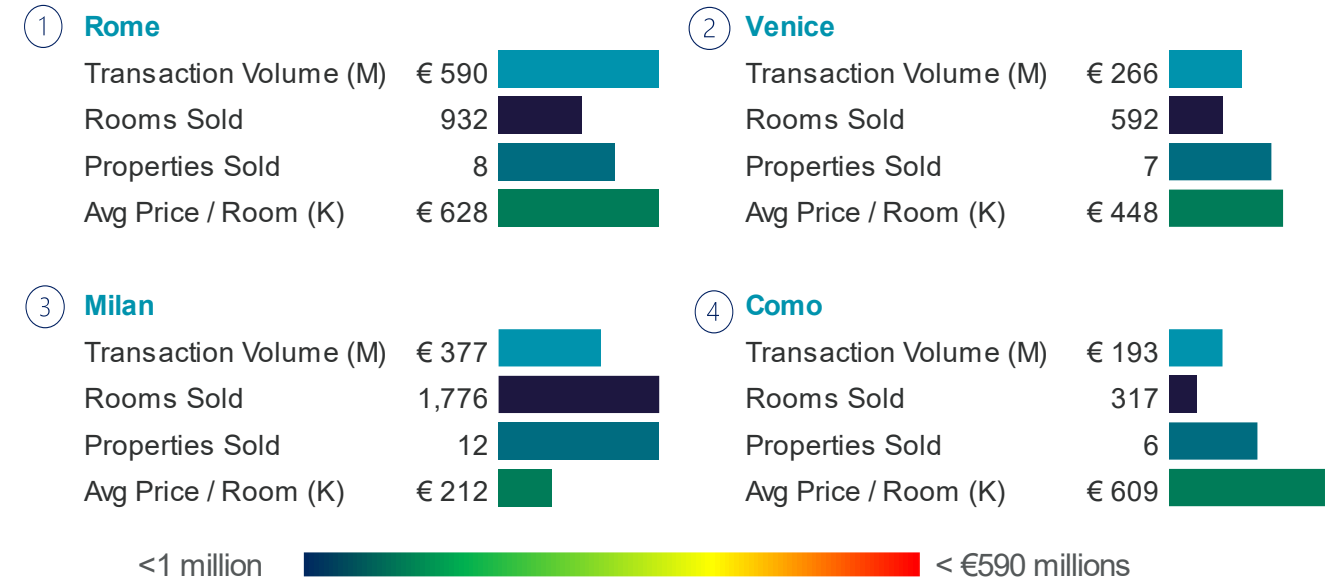 1 Rome
Transaction Volume (M) € 590
Rooms Sold 932
Properties Sold 8
Avg Price / Room (K) € 628
2 Venice
Transaction Volume (M) € 266
Rooms Sold 592
Properties Sold 7
Avg Price / Room (K) € 448
3 Milan
Transaction Volume (M) € 377
Rooms Sold 1,776
Properties Sold 12
Avg Price / Room (K) € 212
4 Como
Transaction Volume (M) € 193
Rooms Sold 317
Properties Sold 6
Avg Price / Room (K) € 609
<1 million < €590 millions